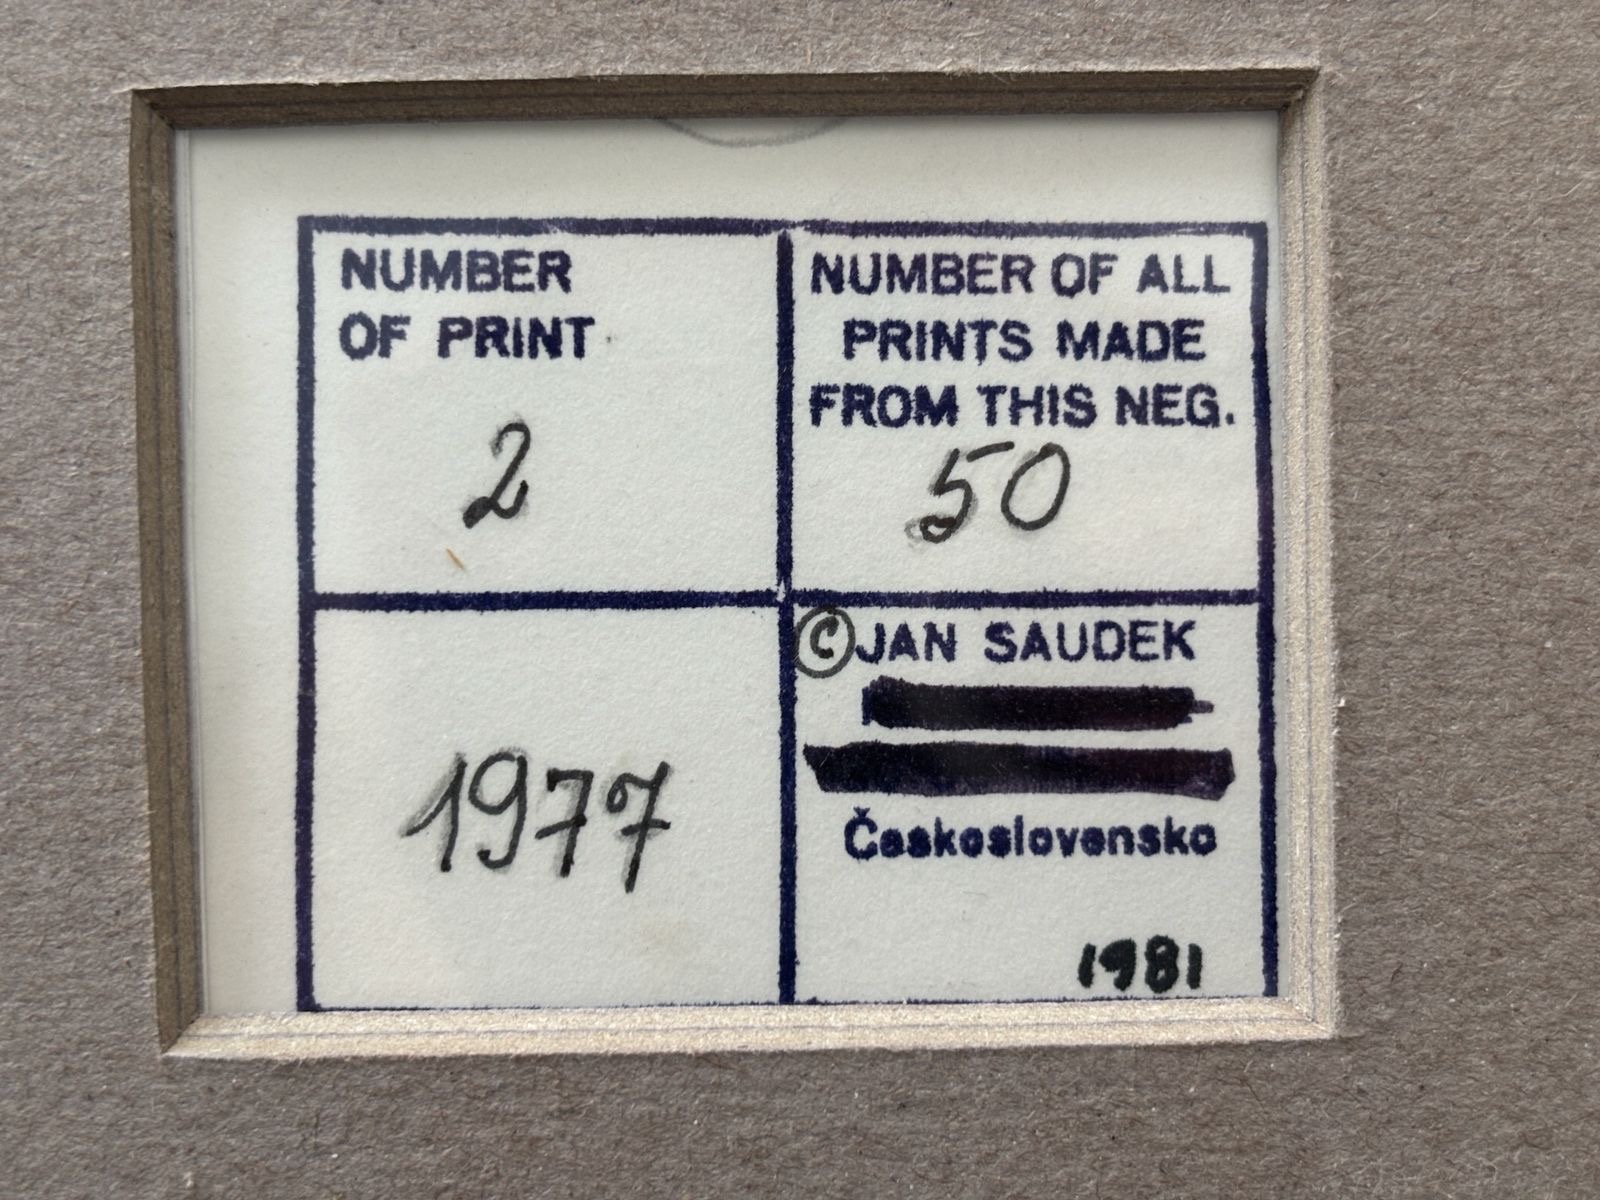 NUMBER
OF PRINT
2
NUMBER OF ALL
PRINTS MADE
FROM THIS NEG.
50
1977
© JAN SAUDEK
Československo
1981